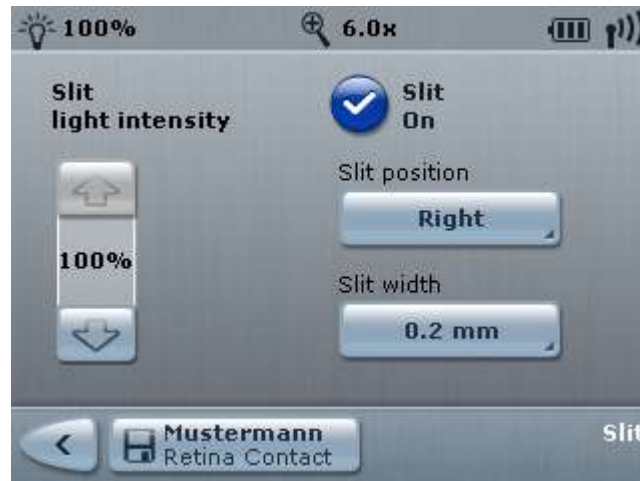 100%
6.0x
Slit
light intensity
100%
Slit
On
Slit position
Right
Slit width
0.2 mm
Mustermann
Retina Contact
Slit